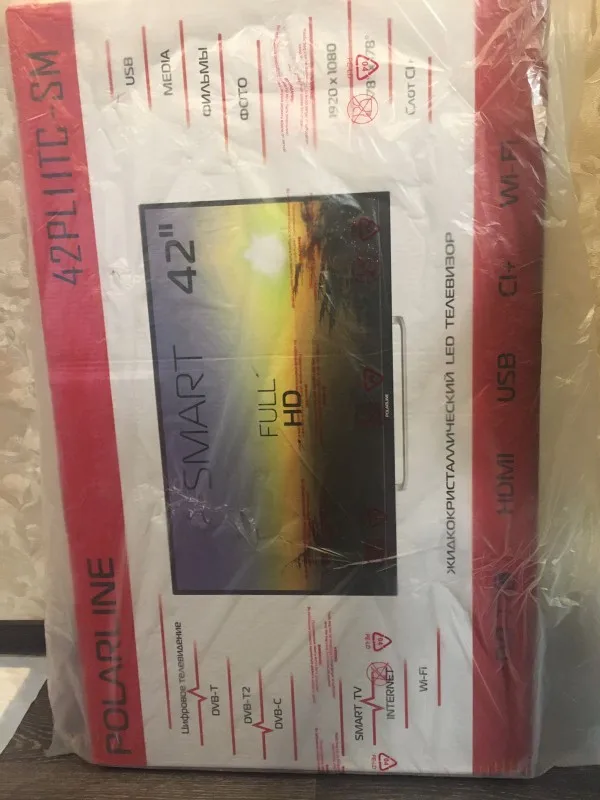 POLARLINE
42PL11TC-SM
Цифровое телевидение
DVB-T
DVB-T2
DVB-C
SMART TV
INTERNET
Wi-Fi
SMART 42"
FULL
HD
POLARLINE
USB
MEDIA
ФИЛЬМЫ
ФОТО
1920 x 1080
Слот CI+
ЖИДКОКРИСТАЛЛИЧЕСКИЙ LED ТЕЛЕВИЗОР
HDMI USB CI+ Wi-Fi